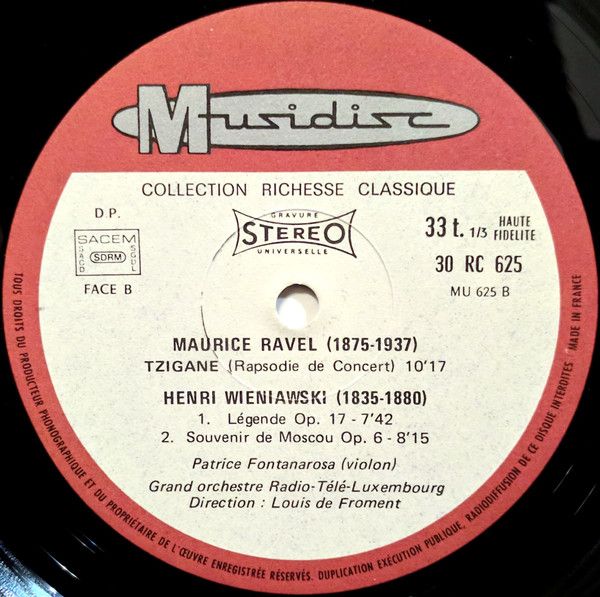 Musidisc
COLLECTION RICHESSE CLASSIQUE
D P.
SACEM
SACD
SDRM
SGDL
FACE B
GRAVURE
STEREO
UNIVERSELLE
33 t. 1/3 HAUTE
FIDELITE
30 RC 625
MU 625 B
MAURICE RAVEL (1875-1937)
TZIGANE (Rapsodie de Concert) 10'17
HENRI WIENIAWSKI (1835-1880)
1. Légende Op. 17 - 7'42
2. Souvenir de Moscou Op. 6 - 8'15
Patrice Fontanarosa (violon)
Grand orchestre Radio-Télé-Luxembourg
Direction : Louis de Froment
TOUS DROITS DU PRODUCTEUR PHONOGRAPHIQUE ET DU PROPRIÉTAIRE DE L'ŒUVRE ENREGISTRÉE RÉSERVÉS. DUPLICATION EXÉCUTION PUBLIQUE, RADIODIFFUSION DE CE DISQUE INTERDITES • MADE IN FRANCE